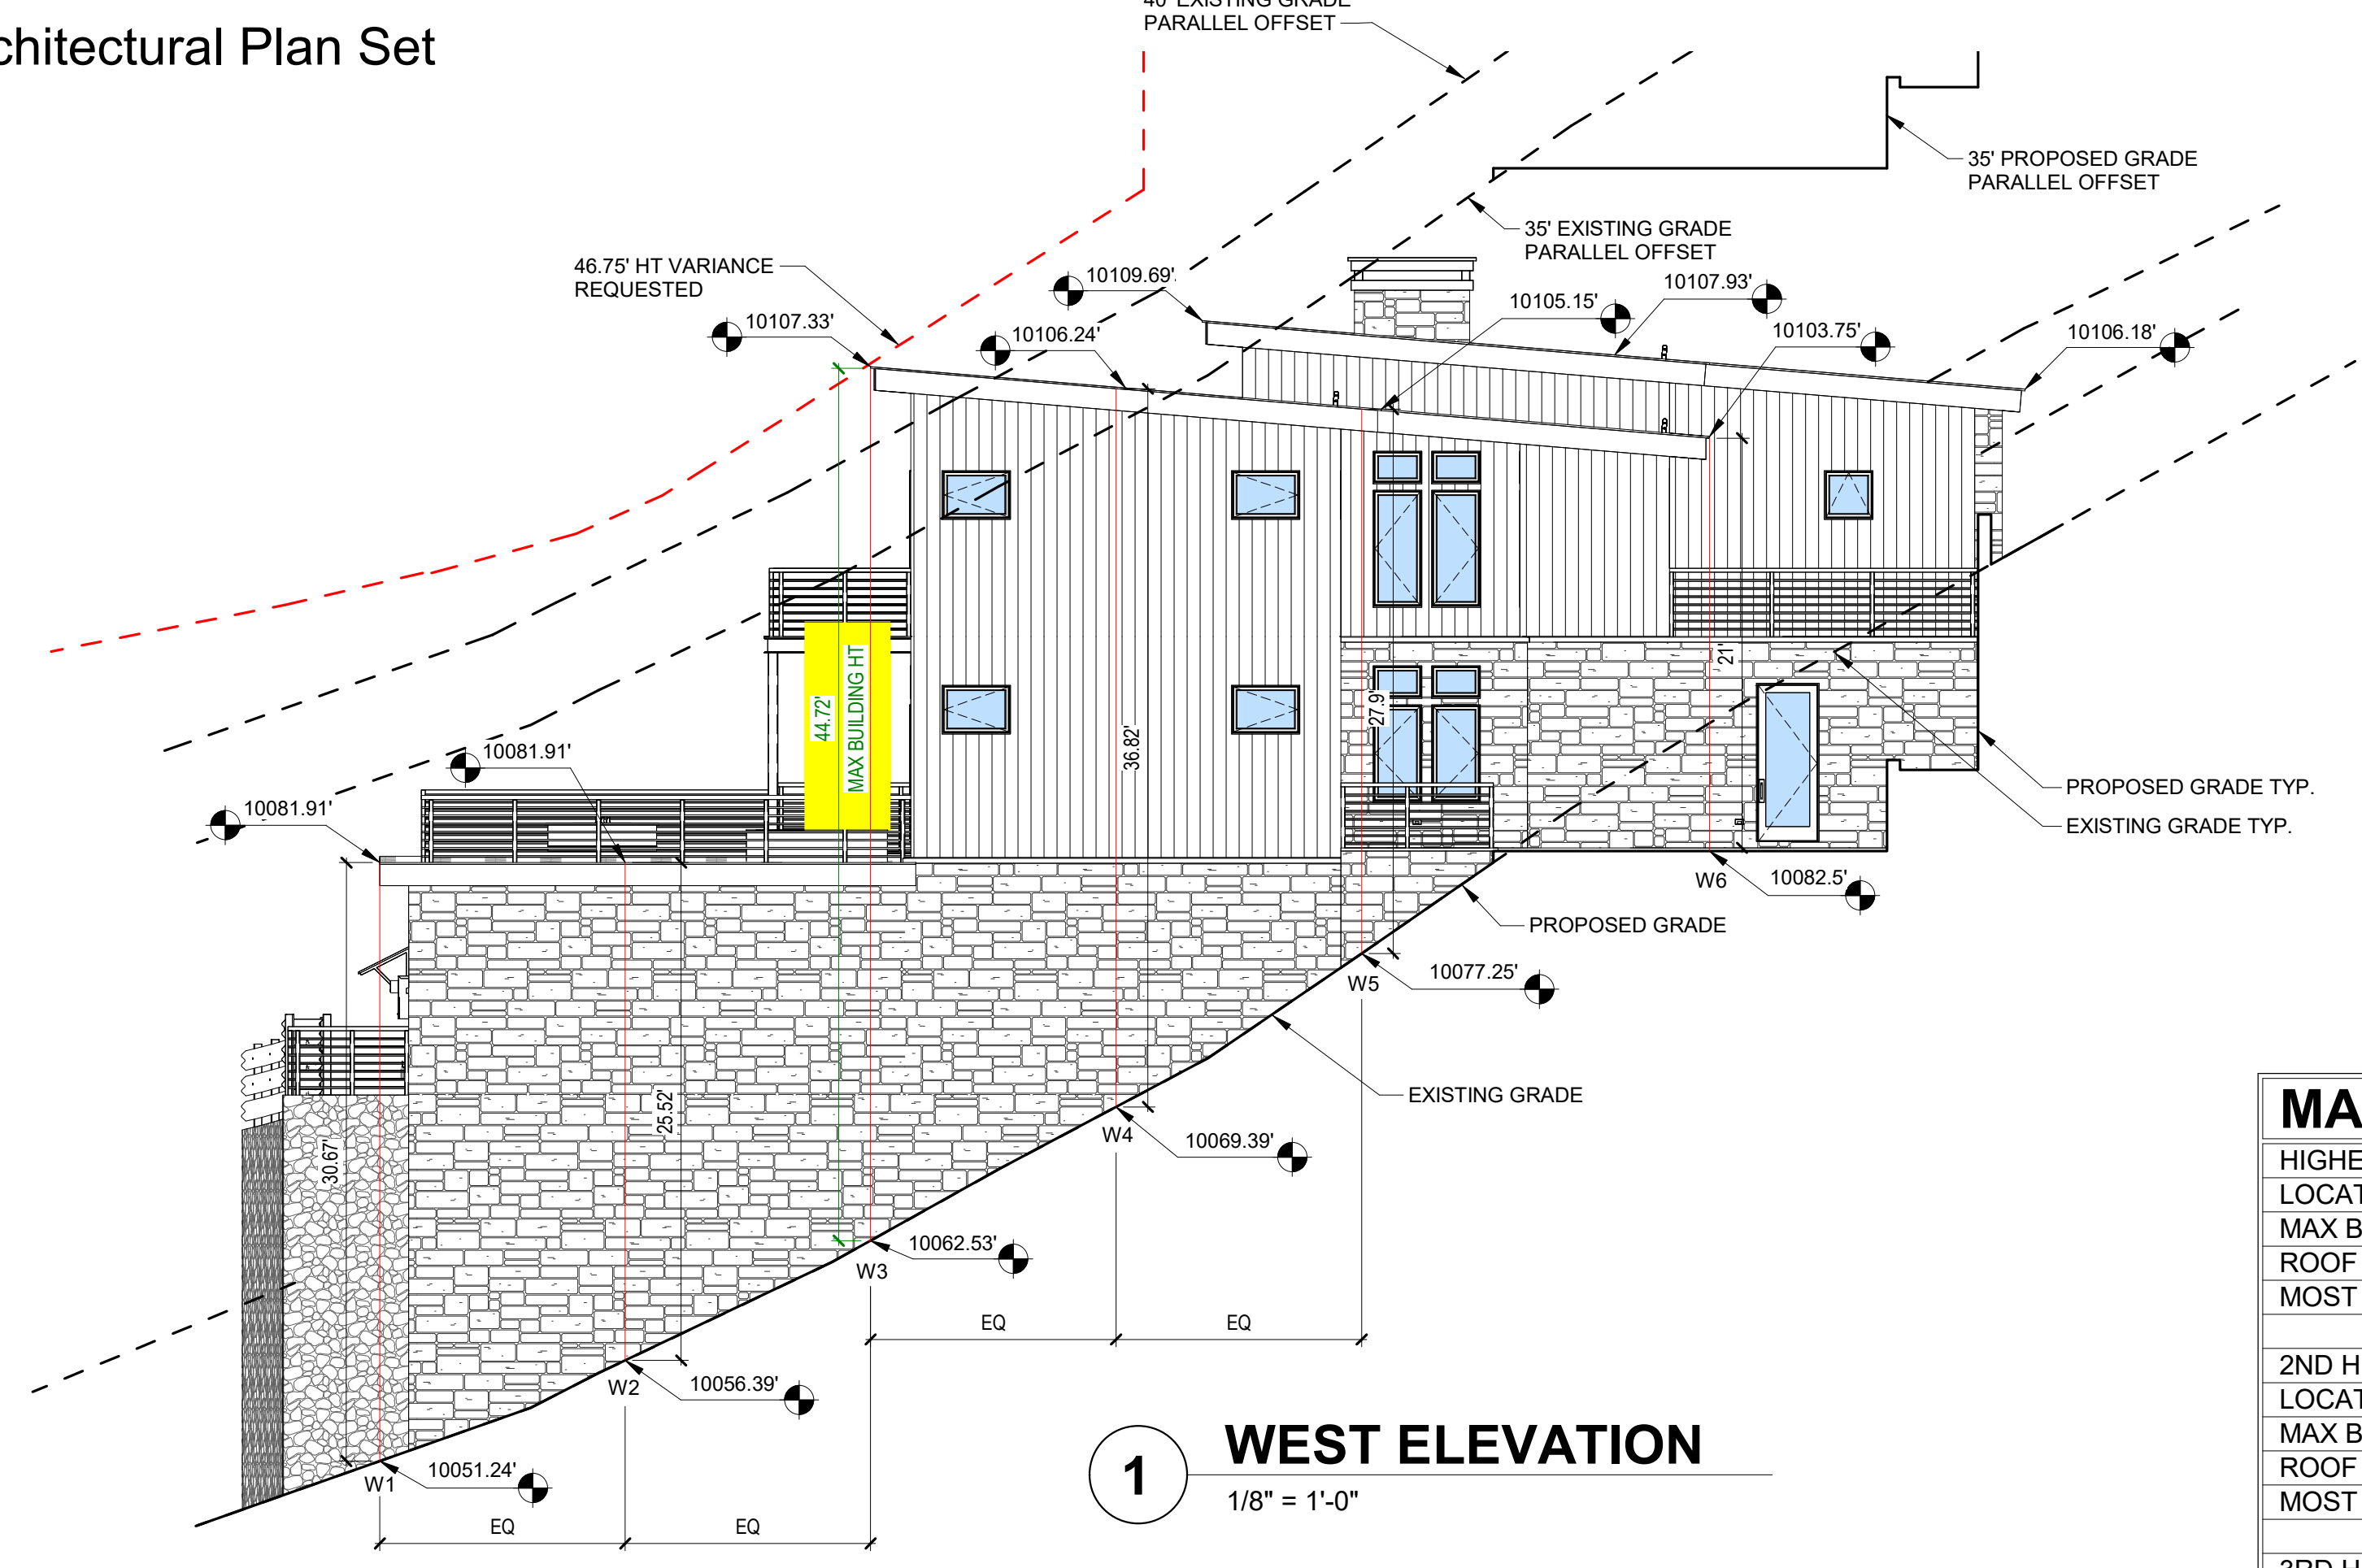 chitectural Plan Set
40' EXISTING GRADE
PARALLEL OFFSET
35' PROPOSED GRADE
PARALLEL OFFSET
35' EXISTING GRADE
PARALLEL OFFSET
46.75' HT VARIANCE
REQUESTED
10109.69'
10107.93'
10105.15'
10107.33'
10106.24'
10103.75'
10106.18'
44.72'
MAX BUILDING HT
36.82'
27.9'
21'
10081.91'
10081.91'
PROPOSED GRADE TYP.
EXISTING GRADE TYP.
W6
10082.5'
PROPOSED GRADE
W5
10077.25'
EXISTING GRADE
30.67'
25.52'
W4
10069.39'
10062.53'
W3
EQ
EQ
W2
10056.39'
W1
10051.24'
EQ
EQ
1
WEST ELEVATION
1/8" = 1'-0"
MA
HIGHE
LOCAT
MAX B
ROOF
MOST
2ND H
LOCAT
MAX B
ROOF
MOST
3RD H